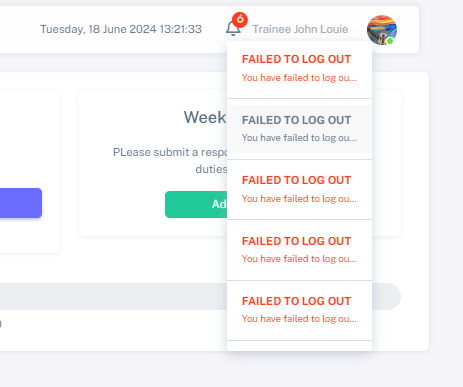 Tuesday, 18 June 2024 13:21:33
6
Trainee John Louie
FAILED TO LOG OUT
You have failed to log ou...
FAILED TO LOG OUT
You have failed to log ou...
FAILED TO LOG OUT
You have failed to log ou...
FAILED TO LOG OUT
You have failed to log ou...
FAILED TO LOG OUT
You have failed to log ou...
Week
PLease submit a resp
duties
Ad